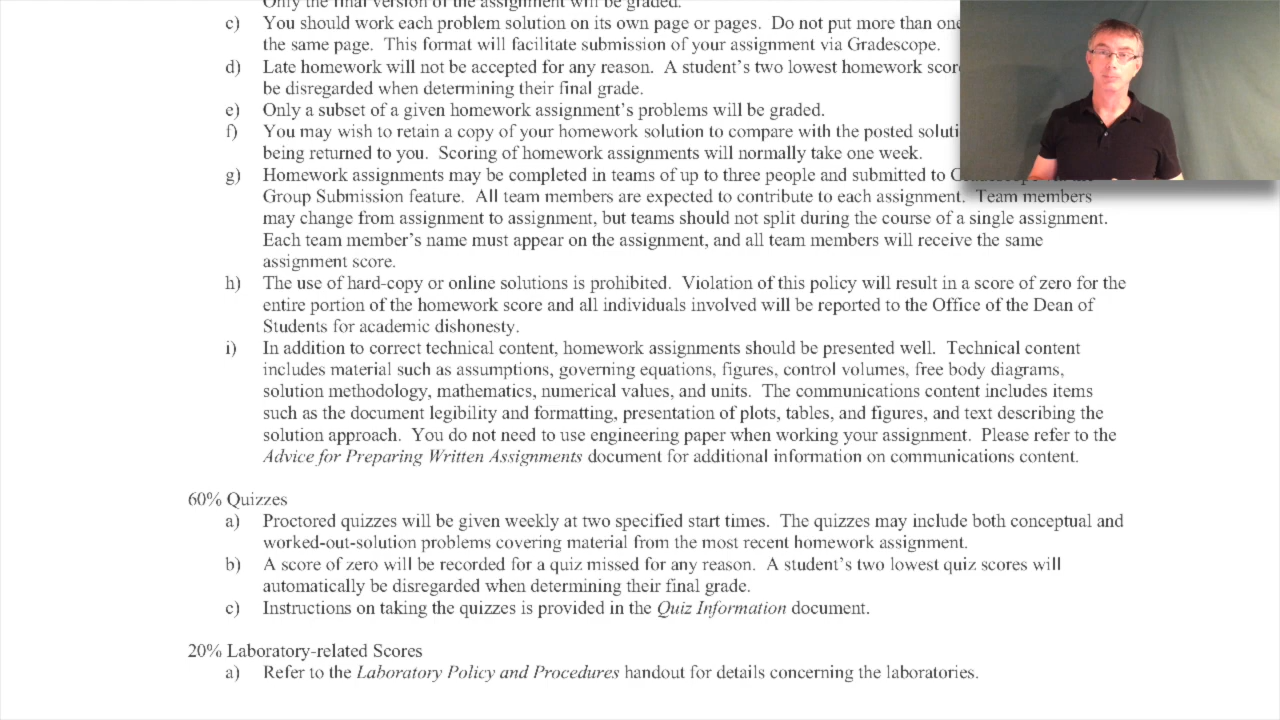 Only the final version of the assignment will be graded.
c) You should work each problem solution on its own page or pages. Do not put more than one
the same page. This format will facilitate submission of your assignment via Gradescope.
d) Late homework will not be accepted for any reason. A student's two lowest homework
be disregarded when determining their final grade.
e) Only a subset of a given homework assignment's problems will be graded.
f) You may wish to retain a copy of your homework solution to compare with the posted
being returned to you. Scoring of homework assignments will normally take one week.
g) Homework assignments may be completed in teams of up to three people and submitted to
Group Submission feature. All team members are expected to contribute to each assignment. Team members
may change from assignment to assignment, but teams should not split during the course of a single assignment.
Each team member's name must appear on the assignment, and all team members will receive the same
assignment score.
h) The use of hard-copy or online solutions is prohibited. Violation of this policy will result in a score of zero for the
entire portion of the homework score and all individuals involved will be reported to the Office of the Dean of
Students for academic dishonesty.
i) In addition to correct technical content, homework assignments should be presented well. Technical content
includes material such as assumptions, governing equations, figures, control volumes, free body diagrams,
solution methodology, mathematics, numerical values, and units. The communications content includes items
such as the document legibility and formatting, presentation of plots, tables, and figures, and text describing the
solution approach. You do not need to use engineering paper when working your assignment. Please refer to the
Advice for Preparing Written Assignments document for additional information on communications content.
60% Quizzes
a) Proctored quizzes will be given weekly at two specified start times. The quizzes may include both conceptual and
worked-out-solution problems covering material from the most recent homework assignment.
b) A score of zero will be recorded for a quiz missed for any reason. A student's two lowest quiz scores will
automatically be disregarded when determining their final grade.
c) Instructions on taking the quizzes is provided in the Quiz Information document.
20% Laboratory-related Scores
a) Refer to the Laboratory Policy and Procedures handout for details concerning the laboratories.